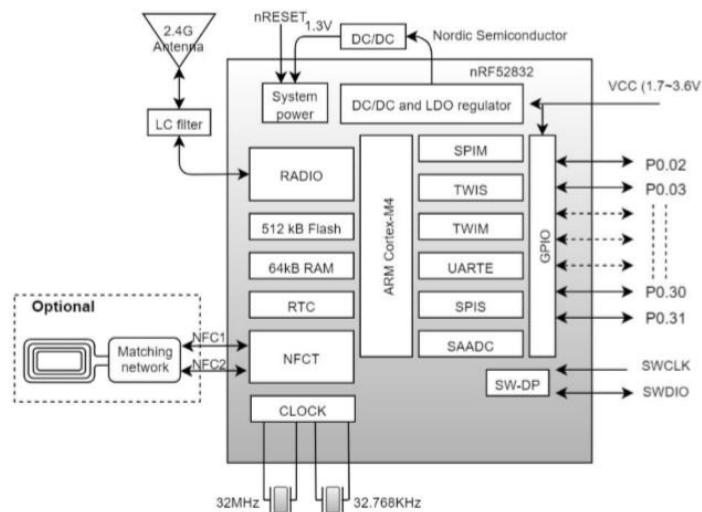 2.4G
Antenna
nRESET
1.3V
DC/DC
Nordic Semiconductor
nRF52832
VCC (1.7~3.6V
System
power
DC/DC and LDO regulator
LC filter
RADIO
512 kB Flash
64kB RAM
RTC
NFCT
CLOCK
ARM Cortex-M4
SPIM
TWIS
TWIM
UARTE
SPIS
SAADC
GPIO
SW-DP
P0.02
P0.03
P0.30
P0.31
SWCLK
SWDIO
Optional
Matching
network
NFC1
NFC2
32MHz
32.768KHz